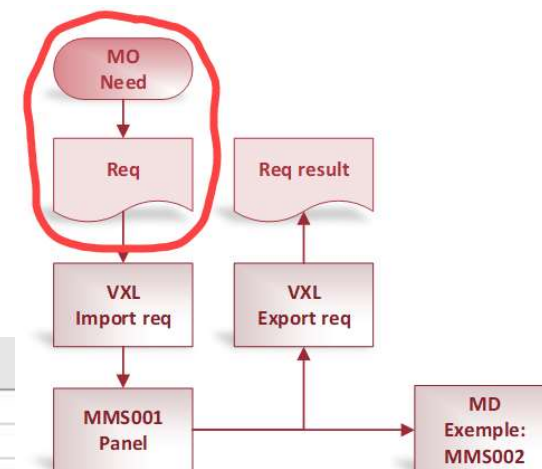 MO
Need
Req
Req result
VXL
Import req
VXL
Export req
MMS001
Panel
MD
Exemple:
MMS002